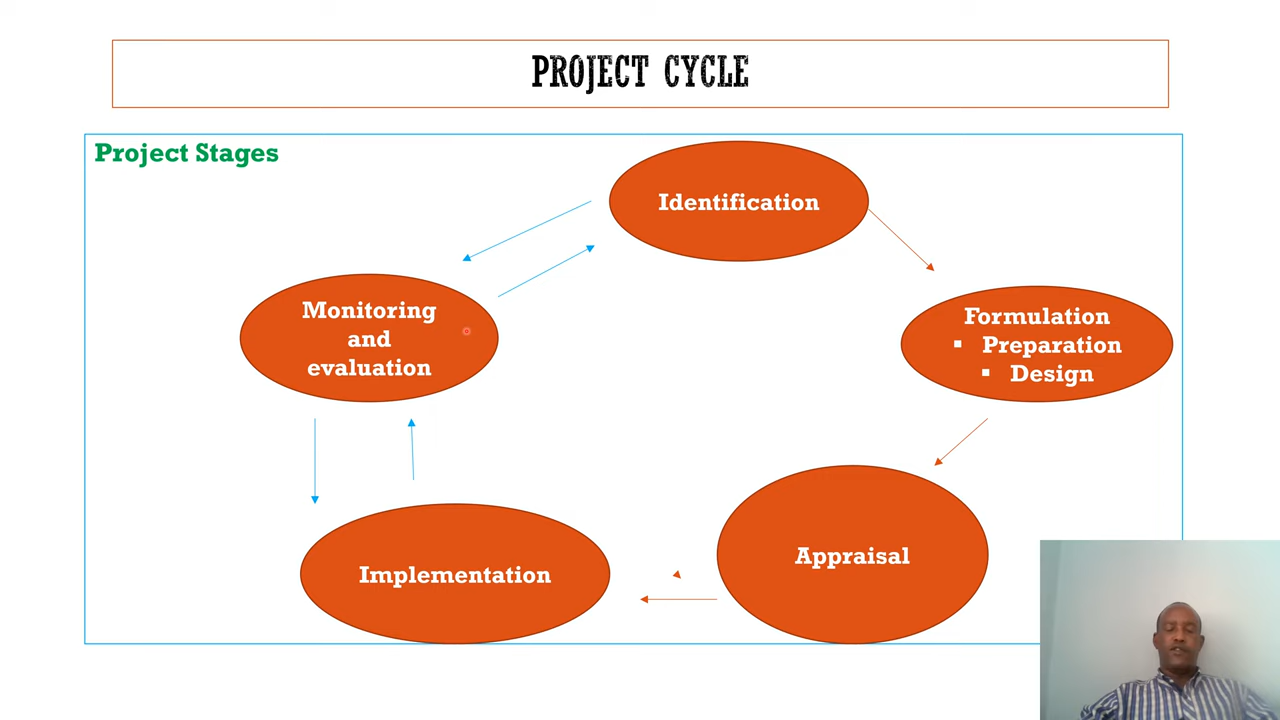 PROJECT CYCLE
Project Stages
Identification
Monitoring
and
evaluation
Formulation
▪ Preparation
▪ Design
Appraisal
Implementation